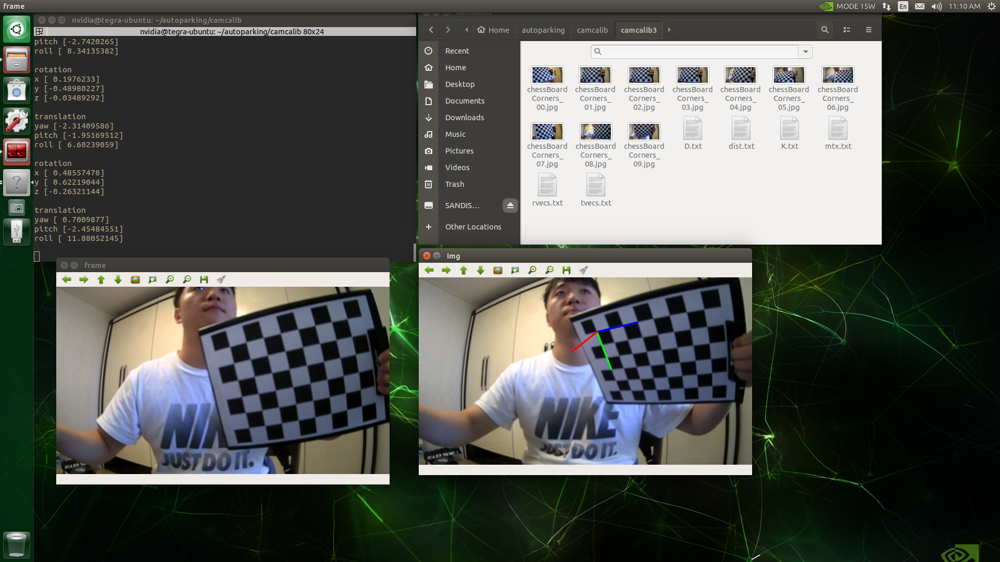 frame
MODE 15W
En
11:10 AM
nvidia@tegra-ubuntu: ~/autoparking/camcalib
nvidia@tegra-ubuntu: ~/autoparking/camcalib 80x24
pitch [-2.7420265]
roll [ 8.34135382]
rotation
x [ 0.1976233]
y [-0.48980227]
z [-0.03489292]
translation
yaw [-2.31409586]
pitch [-1.95169512]
roll [ 6.60239059]
rotation
x [ 0.48557478]
y [ 0.62219044]
z [-0.26321144]
translation
yaw [ 0.7009877]
pitch [-2.45484551]
roll [ 11.88052145]
camcalib3
Home
autoparking
camcalib
camcalib3
Recent
Home
Desktop
Documents
Downloads
Music
Pictures
Videos
Trash
SANDIS…
Other Locations
chessBoard
Corners_
00.jpg
chessBoard
Corners_
01.jpg
chessBoard
Corners_
02.jpg
chessBoard
Corners_
03.jpg
chessBoard
Corners_
04.jpg
chessBoard
Corners_
05.jpg
chessBoard
Corners_
06.jpg
chessBoard
Corners_
07.jpg
chessBoard
Corners_
08.jpg
chessBoard
Corners_
09.jpg
D.txt
dist.txt
K.txt
mtx.txt
rvecs.txt
tvecs.txt
frame
JUST DO IT.
img
NIKE
JUST DO IT.